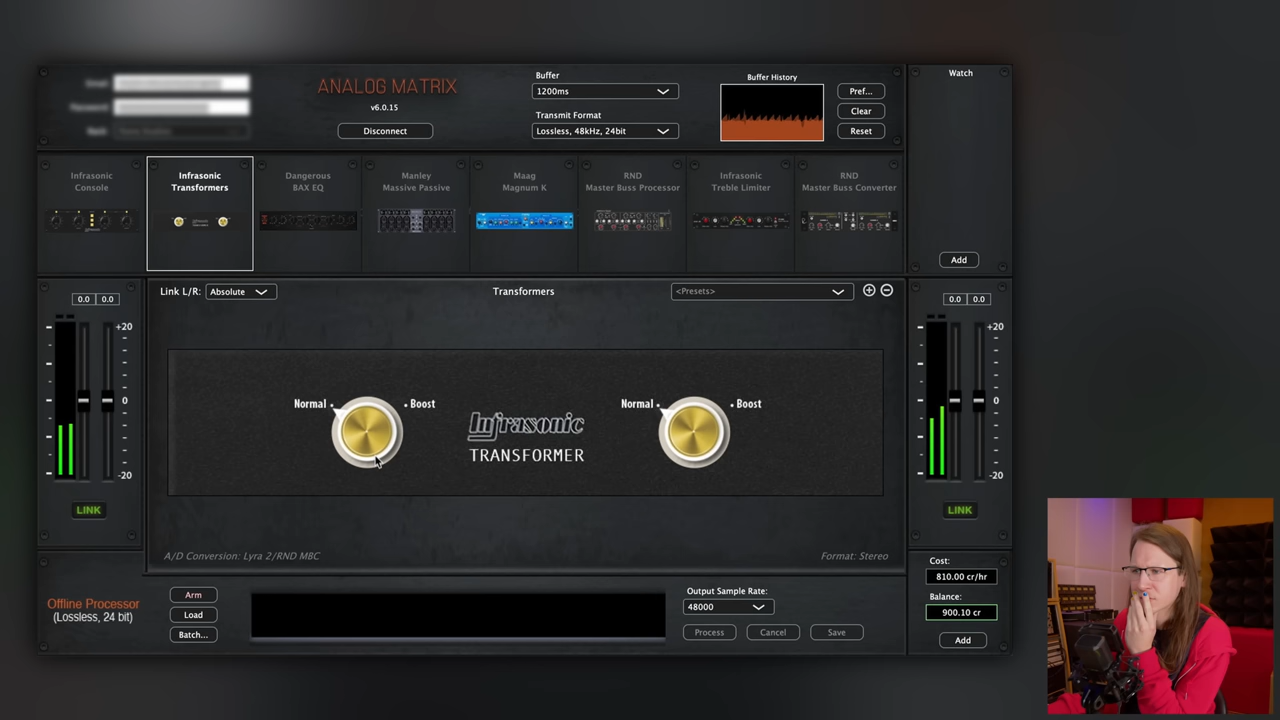 ANALOG MATRIX
v6.0.15
Disconnect
Buffer
1200ms
Transmit Format
Lossless, 48kHz, 24bit
Buffer History
Pref...
Clear
Reset
Watch
Add
Infrasonic
Console
Infrasonic
Transformers
Dangerous
BAX EQ
Manley
Massive Passive
Maag
Magnum K
RND
Master Buss Processor
Infrasonic
Treble Limiter
RND
Master Buss Converter
Link L/R:
Absolute
Transformers
<Presets>
0.0 0.0
+20
0
-20
LINK
Normal
Boost
Infrasonic
TRANSFORMER
Normal
Boost
0.0 0.0
+20
0
-20
LINK
A/D Conversion: Lyra 2/RND MBC
Format: Stereo
Offline Processor
(Lossless, 24 bit)
Arm
Load
Batch...
Output Sample Rate:
48000
Process
Cancel
Save
Cost:
810.00 cr/hr
Balance:
900.10 cr
Add